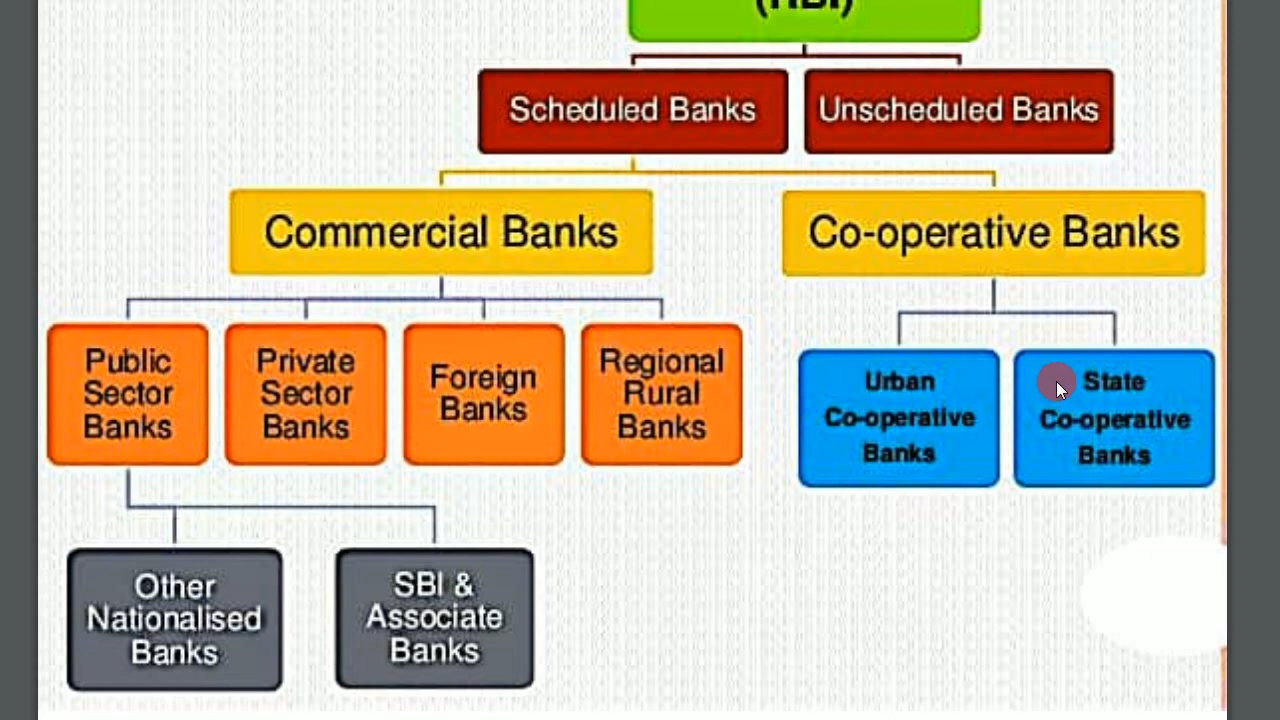 (RBI)
Scheduled Banks
Unscheduled Banks
Commercial Banks
Co-operative Banks
Public
Sector
Banks
Private
Sector
Banks
Foreign
Banks
Regional
Rural
Banks
Urban
Co-operative
Banks
State
Co-operative
Banks
Other
Nationalised
Banks
SBI &
Associate
Banks